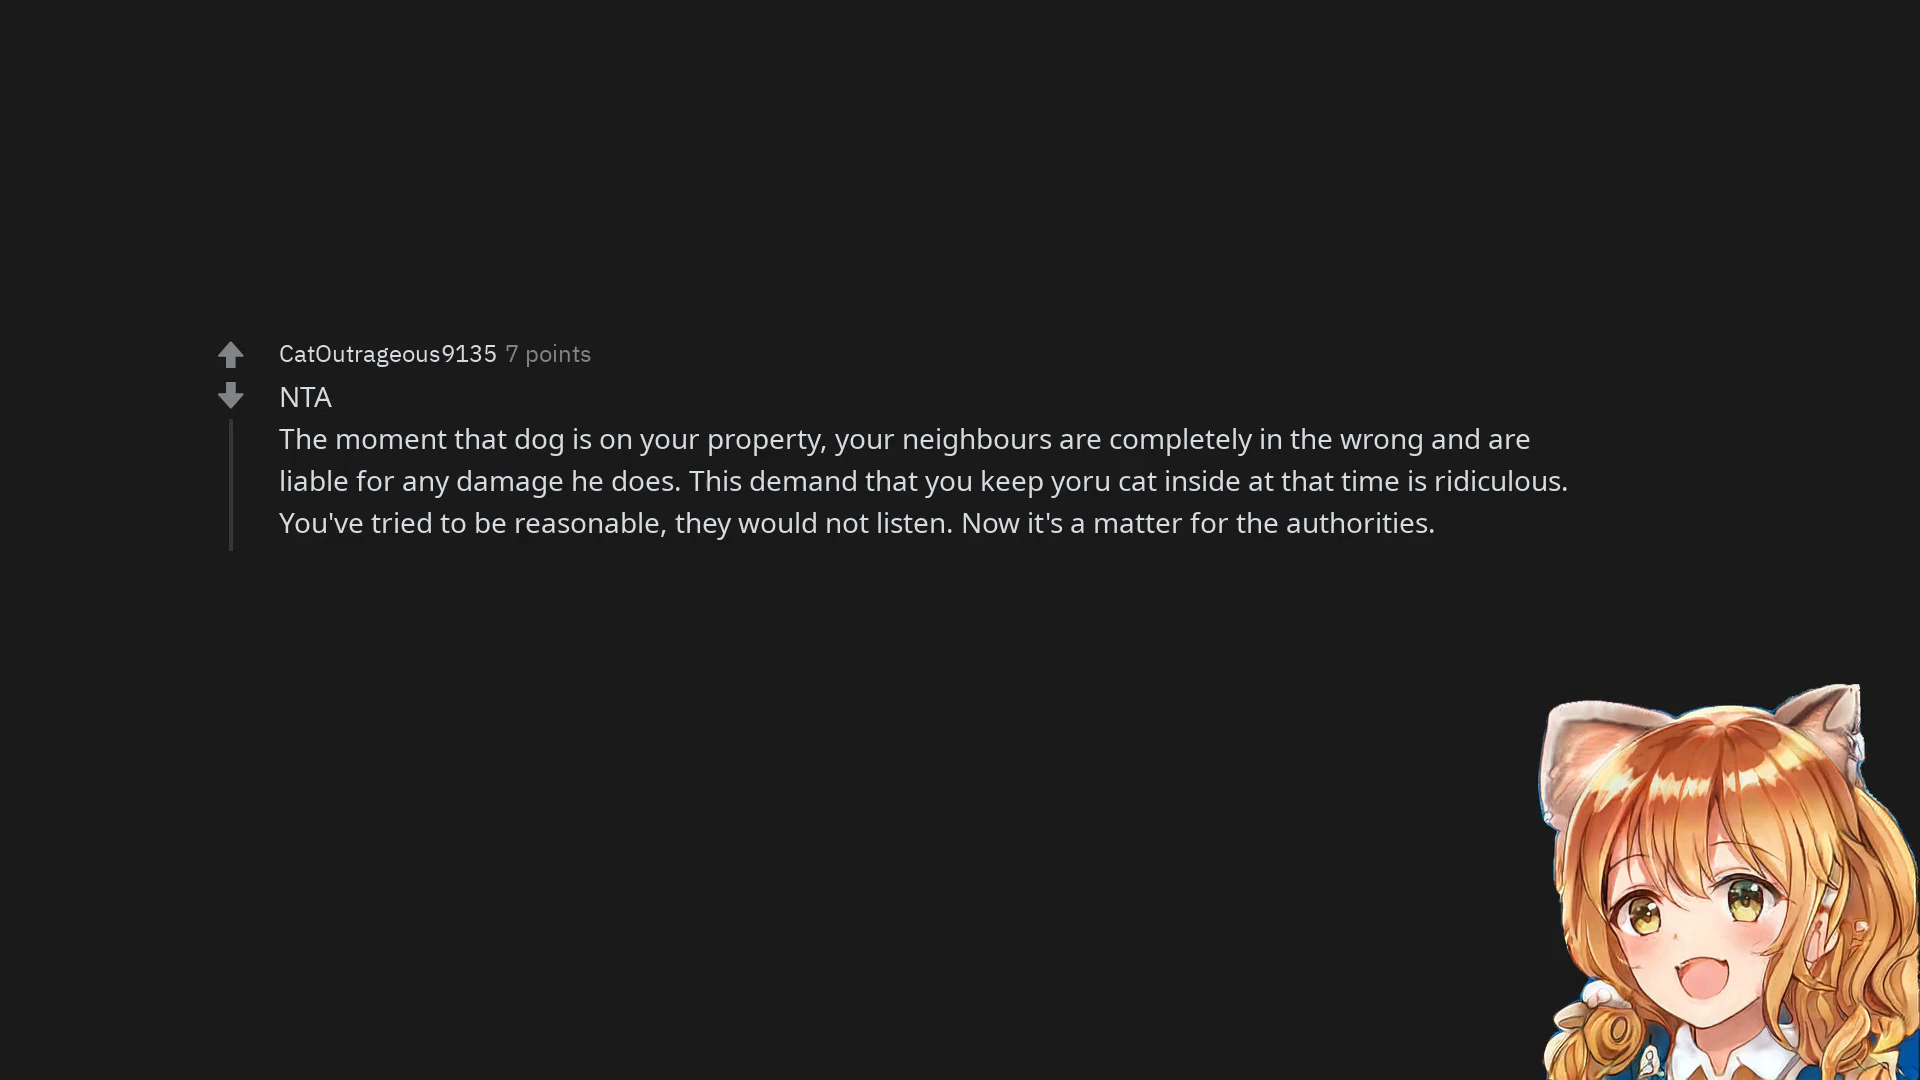 CatOutrageous9135 7 points
NTA
The moment that dog is on your property, your neighbours are completely in the wrong and are
liable for any damage he does. This demand that you keep yoru cat inside at that time is ridiculous.
You've tried to be reasonable, they would not listen. Now it's a matter for the authorities.